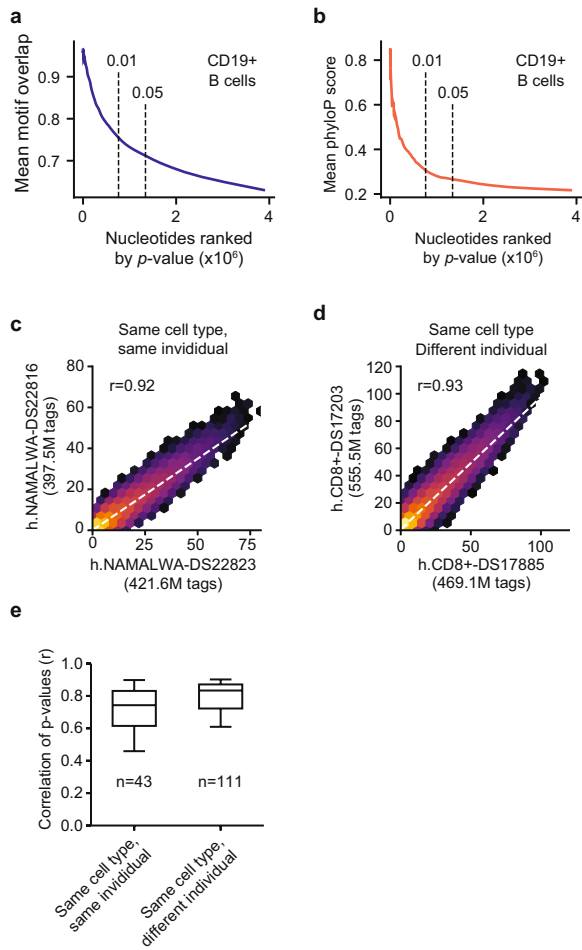 a
CD19+
B cells
0.01
0.05
Mean motif overlap
0.9
0.8
0.7
0
2
4
Nucleotides ranked
by p-value (x10⁶)
b
CD19+
B cells
0.01
0.05
Mean phyloP score
0.8
0.6
0.4
0.2
0
2
4
Nucleotides ranked
by p-value (x10⁶)
c
Same cell type,
same invididual
r=0.92
h.NAMALWA-DS22816
(397.5M tags)
80
60
40
20
0
0
25
50
75
h.NAMALWA-DS22823
(421.6M tags)
d
Same cell type
Different individual
r=0.93
h.CD8+-DS17203
(555.5M tags)
120
100
80
60
40
20
0
0
50
100
h.CD8+-DS17885
(469.1M tags)
e
Correlation of p-values (r)
1.0
0.8
0.6
0.4
0.2
0.0
n=43
n=111
Same cell type,
same invididual
Same cell type,
different individual